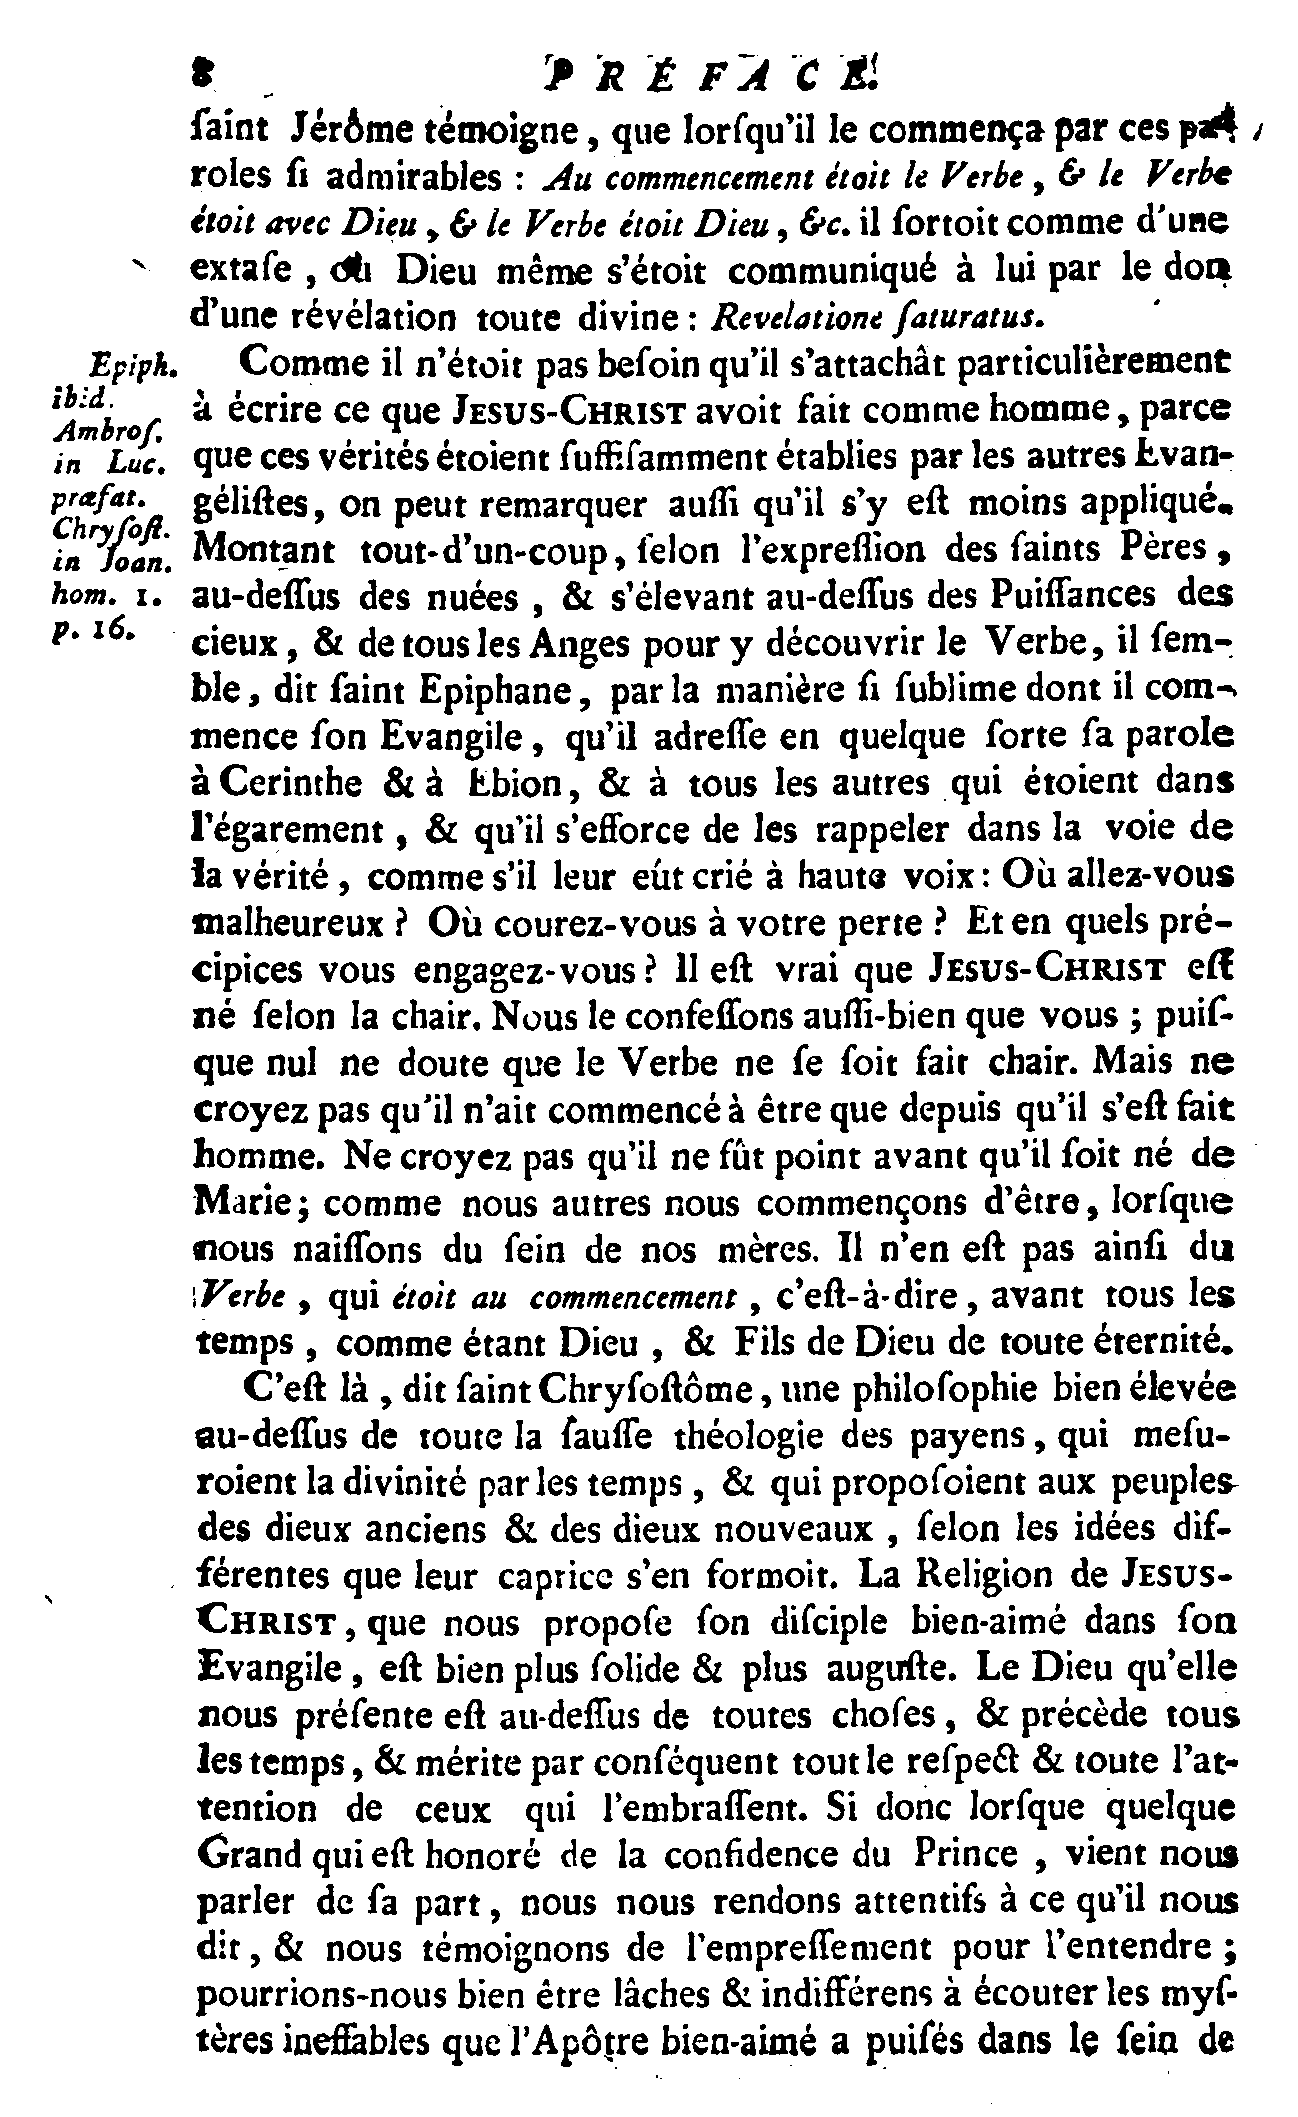 8 PRÉFACE.
ſaint Jérôme témoigne, que lorſqu'il le commença par ces pa-
roles ſi admirables : Au commencement étoit le Verbe, & le Verbe
étoit avec Dieu, & le Verbe étoit Dieu, &c. il ſortoit comme d'une
extaſe, où Dieu même s'étoit communiqué à lui par le don
d'une révélation toute divine : Revelatione ſaturatus.
Epiph.
ibid.
Ambroſ.
in Luc.
præfat.
Chryſoſt.
in Joan.
hom. 1.
p. 16.
Comme il n'étoit pas beſoin qu'il s'attachât particulièrement
à écrire ce que JESUS-CHRIST avoit fait comme homme, parce
que ces vérités étoient ſuffiſamment établies par les autres Evan-
géliſtes, on peut remarquer auſſi qu'il s'y eſt moins appliqué.
Montant tout-d'un-coup, ſelon l'expreſſion des ſaints Pères,
au-deſſus des nuées, & s'élevant au-deſſus des Puiſſances des
cieux, & de tous les Anges pour y découvrir le Verbe, il ſem-
ble, dit ſaint Epiphane, par la manière ſi ſublime dont il com-
mence ſon Evangile, qu'il adreſſe en quelque ſorte ſa parole
à Cerinthe & à Ebion, & à tous les autres qui étoient dans
l'égarement, & qu'il s'efforce de les rappeler dans la voie de
la vérité, comme s'il leur eût crié à haute voix : Où allez-vous
malheureux ? Où courez-vous à votre perte ? Et en quels pré-
cipices vous engagez-vous ? Il eſt vrai que JESUS-CHRIST eſt
né ſelon la chair. Nous le confeſſons auſſi-bien que vous ; puiſ-
que nul ne doute que le Verbe ne ſe ſoit fait chair. Mais ne
croyez pas qu'il n'ait commencé à être que depuis qu'il s'eſt fait
homme. Ne croyez pas qu'il ne fût point avant qu'il ſoit né de
Marie ; comme nous autres nous commençons d'être, lorſque
nous naiſſons du ſein de nos mères. Il n'en eſt pas ainſi du
Verbe, qui étoit au commencement, c'eſt-à-dire, avant tous les
temps, comme étant Dieu, & Fils de Dieu de toute éternité.
C'eſt là, dit ſaint Chryſoſtôme, une philoſophie bien élevée
au-deſſus de toute la fauſſe théologie des payens, qui meſu-
roient la divinité par les temps, & qui propoſoient aux peuples
des dieux anciens & des dieux nouveaux, ſelon les idées dif-
férentes que leur caprice s'en formoit. La Religion de JESUS-
CHRIST, que nous propoſe ſon diſciple bien-aimé dans ſon
Evangile, eſt bien plus ſolide & plus auguſte. Le Dieu qu'elle
nous préſente eſt au-deſſus de toutes choſes, & précède tous
les temps, & mérite par conſéquent tout le reſpect & toute l'at-
tention de ceux qui l'embraſſent. Si donc lorſque quelque
Grand qui eſt honoré de la confidence du Prince, vient nous
parler de ſa part, nous nous rendons attentifs à ce qu'il nous
dit, & nous témoignons de l'empreſſement pour l'entendre ;
pourrions-nous bien être lâches & indifférens à écouter les myſ-
tères ineffables que l'Apôtre bien-aimé a puiſés dans le ſein de